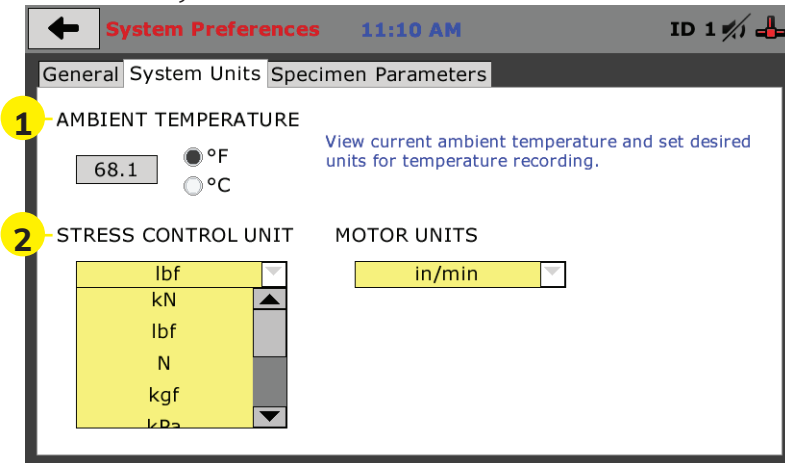 System Preferences 11:10 AM ID 1
General System Units Specimen Parameters
1 AMBIENT TEMPERATURE
View current ambient temperature and set desired
units for temperature recording.
68.1 °F
°C
2 STRESS CONTROL UNIT MOTOR UNITS
lbf in/min
kN
lbf
N
kgf
kPa